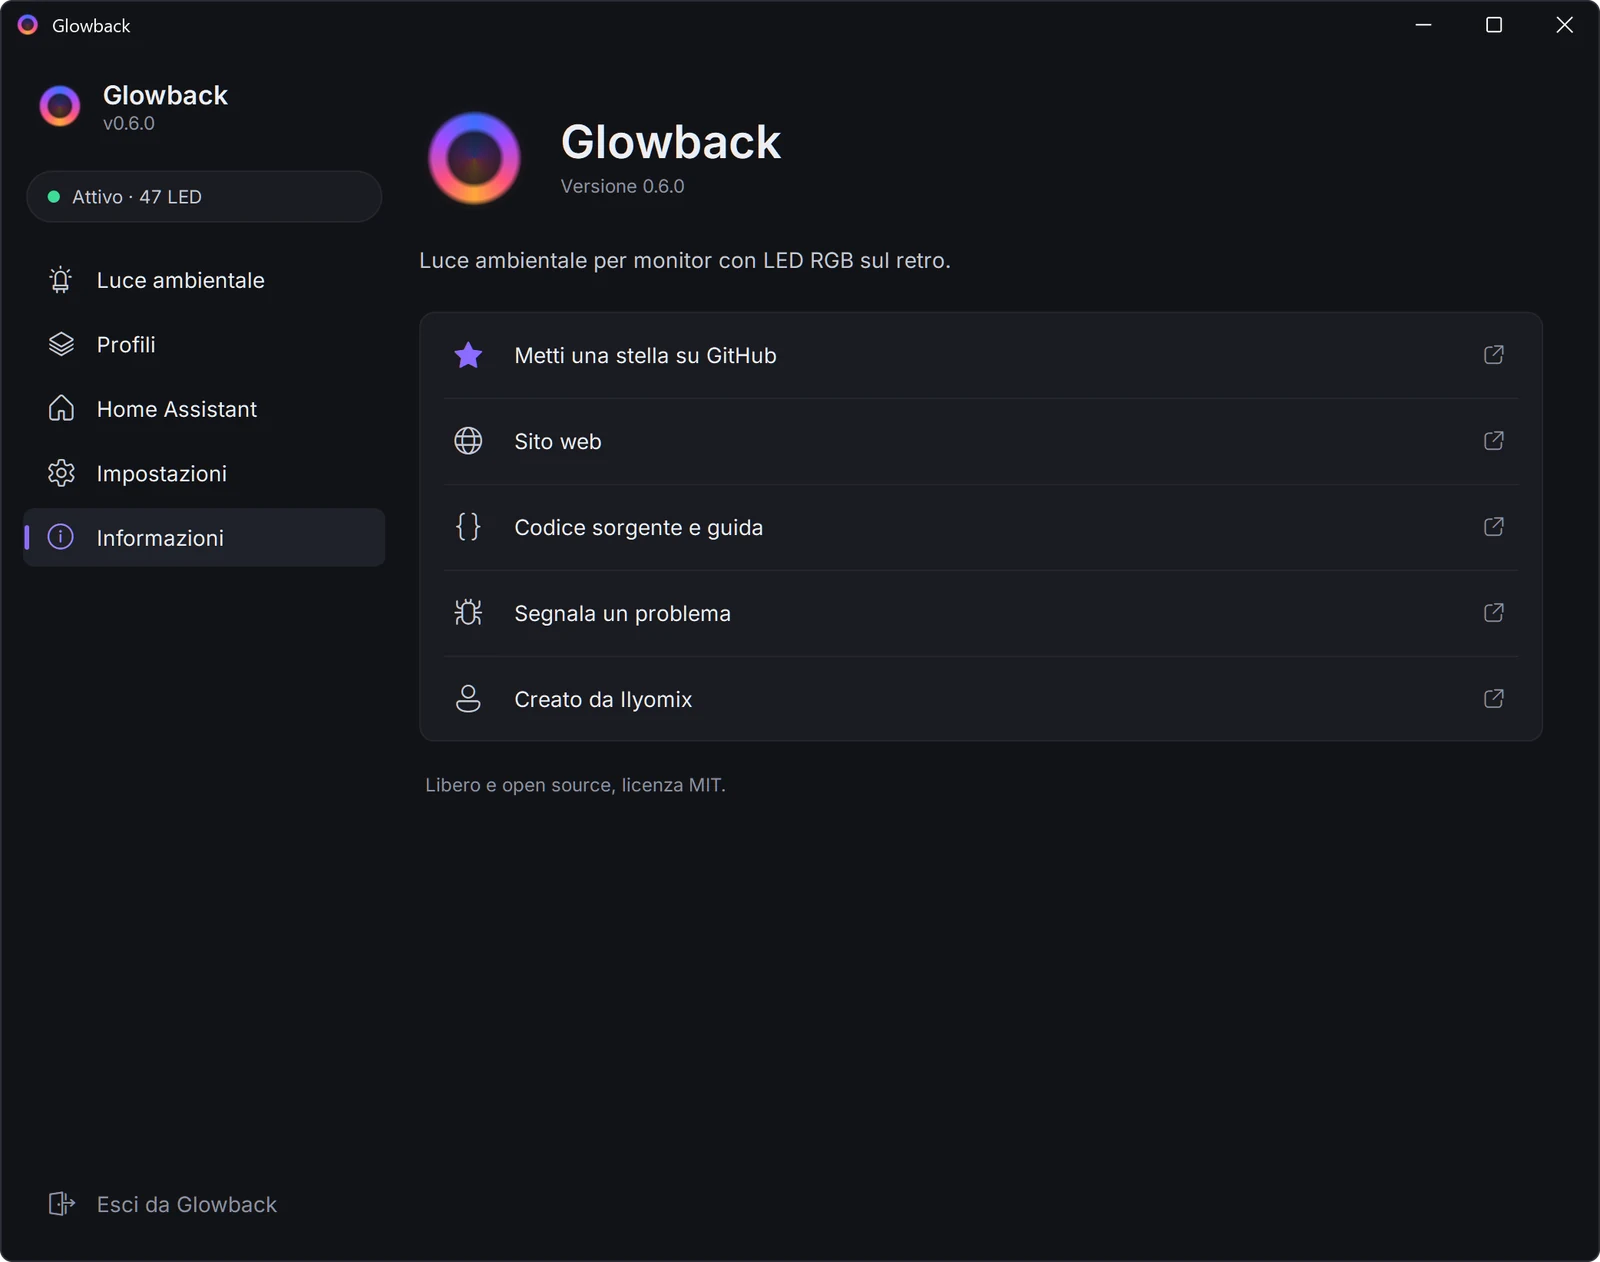 Glowback
Glowback
v0.6.0
Attivo · 47 LED
Luce ambientale
Profili
Home Assistant
Impostazioni
Informazioni
Esci da Glowback
Glowback
Versione 0.6.0
Luce ambientale per monitor con LED RGB sul retro.
Metti una stella su GitHub
Sito web
Codice sorgente e guida
Segnala un problema
Creato da Ilyomix
Libero e open source, licenza MIT.